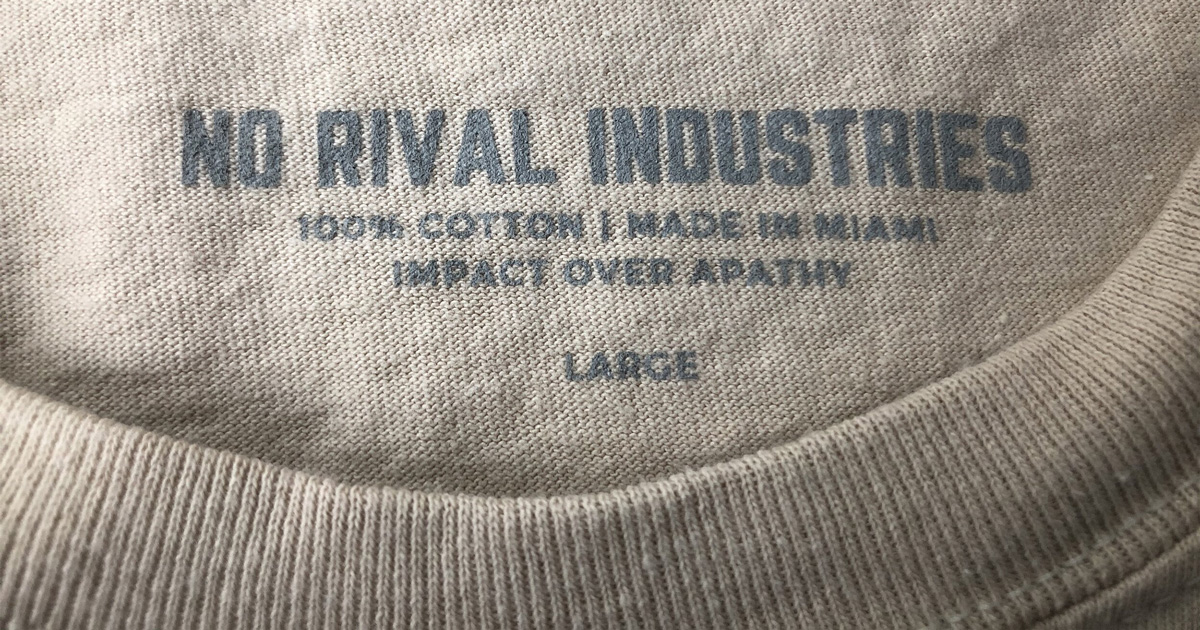 NO RIVAL INDUSTRIES
100% COTTON | MADE IN MIAMI
IMPACT OVER APATHY
LARGE